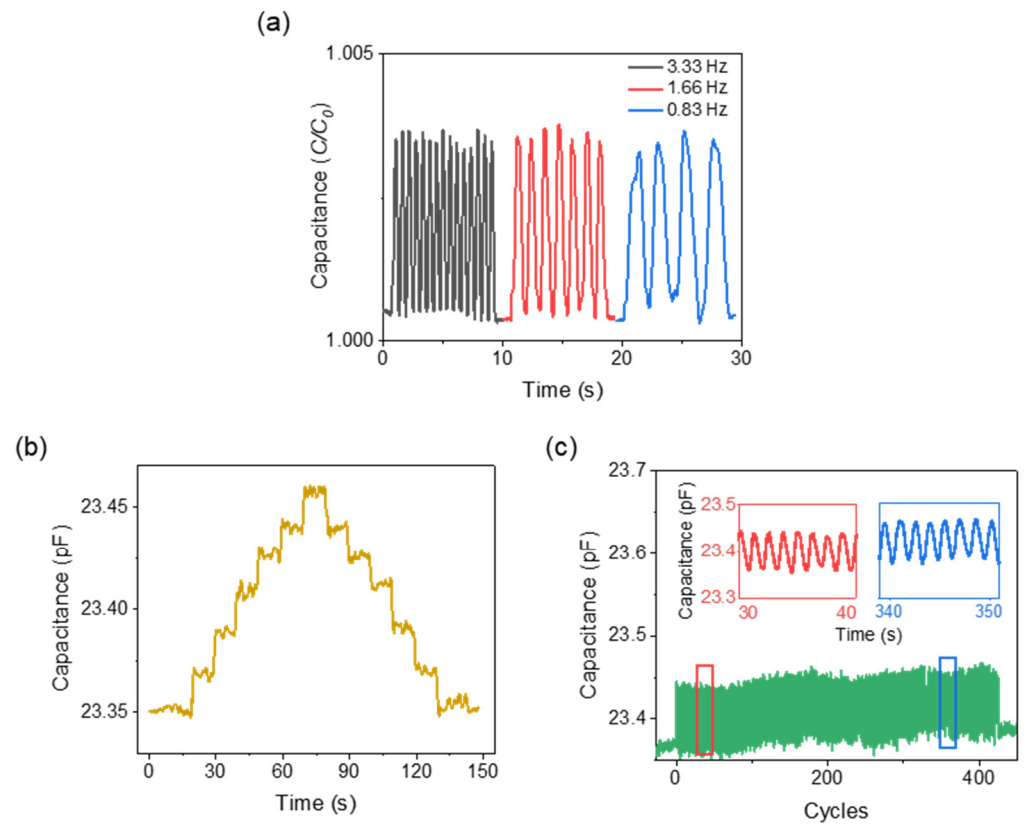 (a)
Capacitance (C/C0)
1.005
1.000
3.33 Hz
1.66 Hz
0.83 Hz
0 10 20 30
Time (s)
(b)
Capacitance (pF)
23.45
23.40
23.35
0 30 60 90 120 150
Time (s)
(c)
Capacitance (pF)
23.7
23.6
23.5
23.4
Capacitance (pF)
23.5
23.4
23.3
30 40
340 350
Time (s)
0 200 400
Cycles